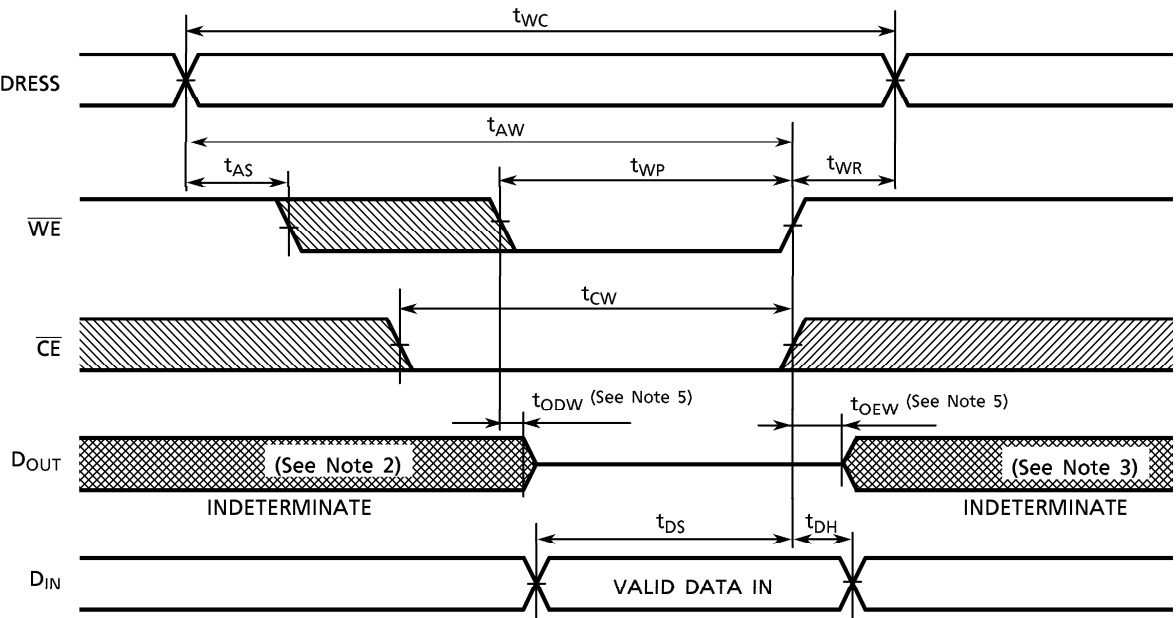 tWC
DRESS
tAW
tAS
tWP
tWR
WE
tCW
CE
tODW (See Note 5)
tOEW (See Note 5)
DOUT
(See Note 2)
(See Note 3)
INDETERMINATE
INDETERMINATE
tDS
tDH
DIN
VALID DATA IN